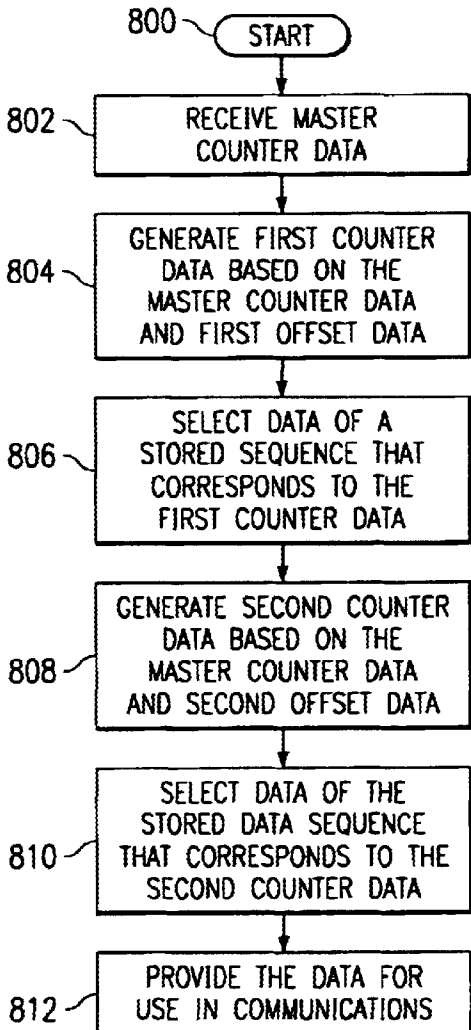 800
START
802
RECEIVE MASTER
COUNTER DATA
804
GENERATE FIRST COUNTER
DATA BASED ON THE
MASTER COUNTER DATA
AND FIRST OFFSET DATA
806
SELECT DATA OF A
STORED SEQUENCE THAT
CORRESPONDS TO THE
FIRST COUNTER DATA
808
GENERATE SECOND COUNTER
DATA BASED ON THE
MASTER COUNTER DATA
AND SECOND OFFSET DATA
810
SELECT DATA OF THE
STORED DATA SEQUENCE
THAT CORRESPONDS TO THE
SECOND COUNTER DATA
812
PROVIDE THE DATA FOR
USE IN COMMUNICATIONS